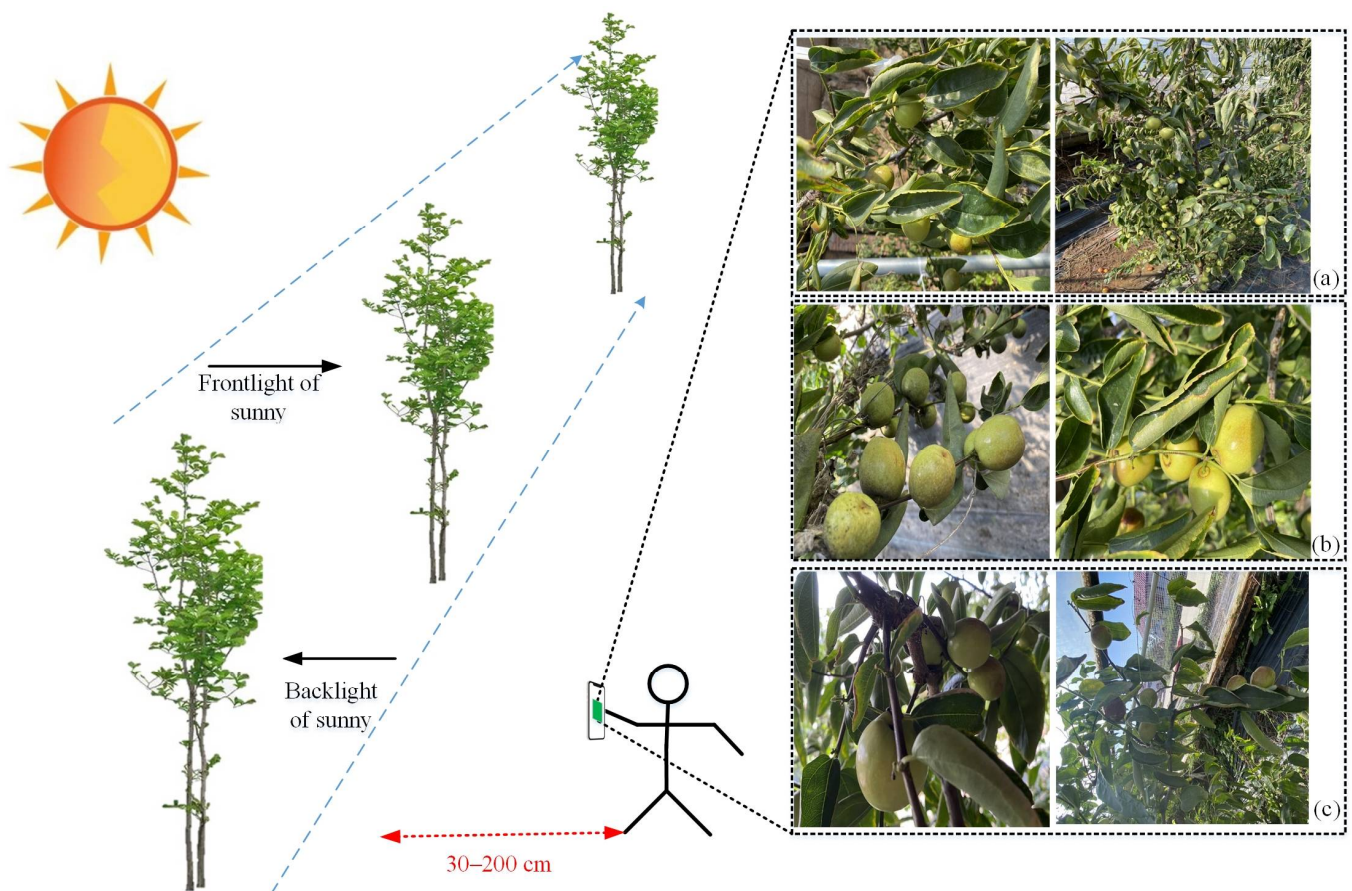 Frontlight of
sunny
Backlight
of sunny
30–200 cm
(a)
(b)
(c)